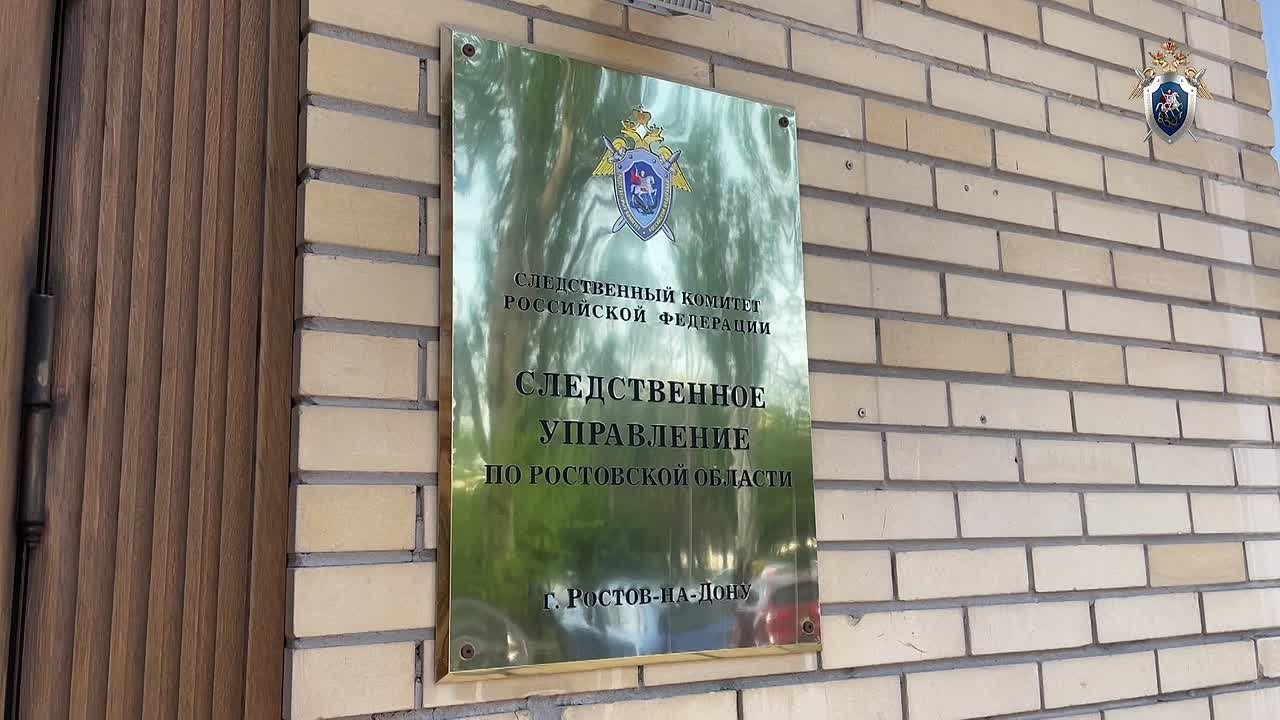 СЛЕДСТВЕННЫЙ КОМИТЕТ
РОССИЙСКОЙ ФЕДЕРАЦИИ
СЛЕДСТВЕННОЕ
УПРАВЛЕНИЕ
ПО РОСТОВСКОЙ ОБЛАСТИ
г. РОСТОВ-НА-ДОНУ